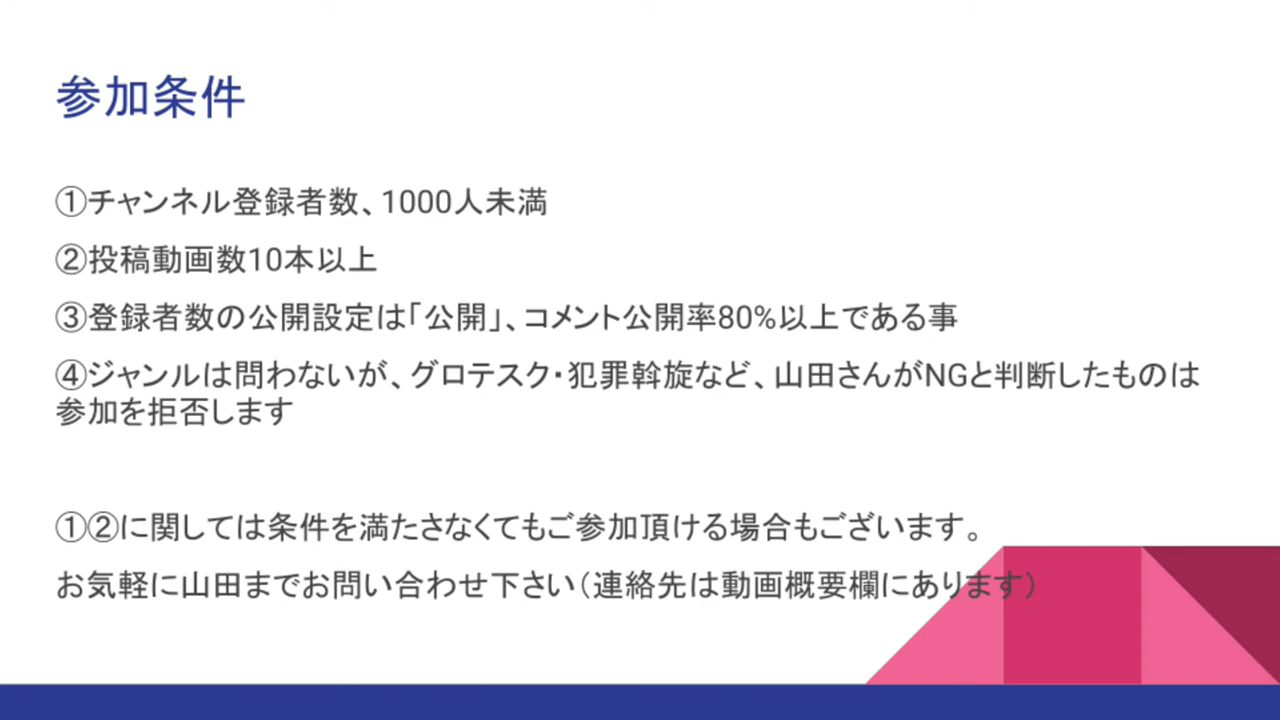 参加条件
①チャンネル登録者数、1000人未満
②投稿動画数10本以上
③登録者数の公開設定は「公開」、コメント公開率80%以上である事
④ジャンルは問わないが、グロテスク・犯罪斡旋など、山田さんがNGと判断したものは
参加を拒否します
①②に関しては条件を満たさなくてもご参加頂ける場合もございます。
お気軽に山田までお問い合わせ下さい（連絡先は動画概要欄にあります）